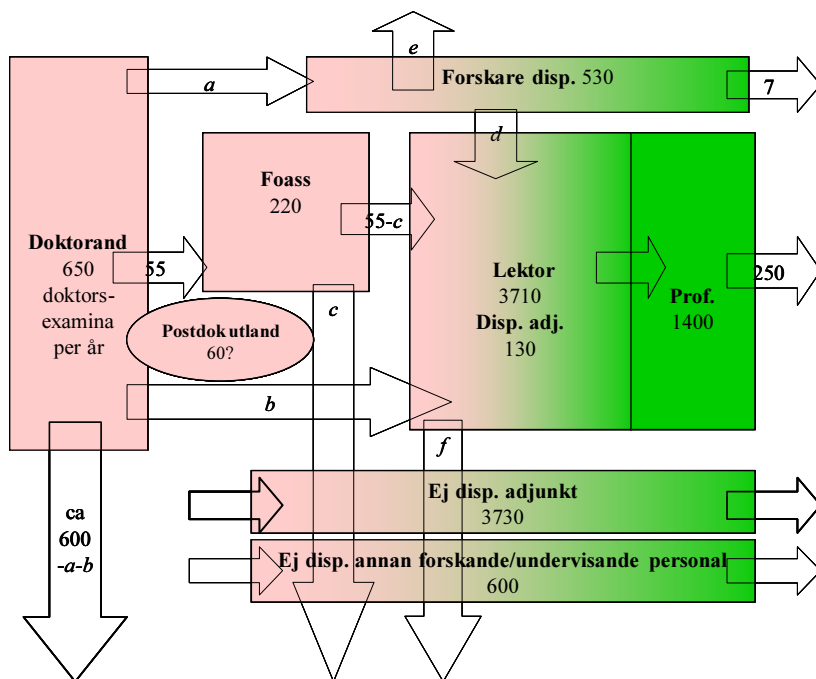 e
Forskare disp. 530
a
7
d
Foass
220
55-c
Doktorand
650
doktors-
examina
per år
55
Lektor
3710
Disp. adj.
130
Prof.
1400
250
c
Postdok utland
60?
b
f
ca
600
-a-b
Ej disp. adjunkt
3730
Ej disp. annan forskande/undervisande personal
600